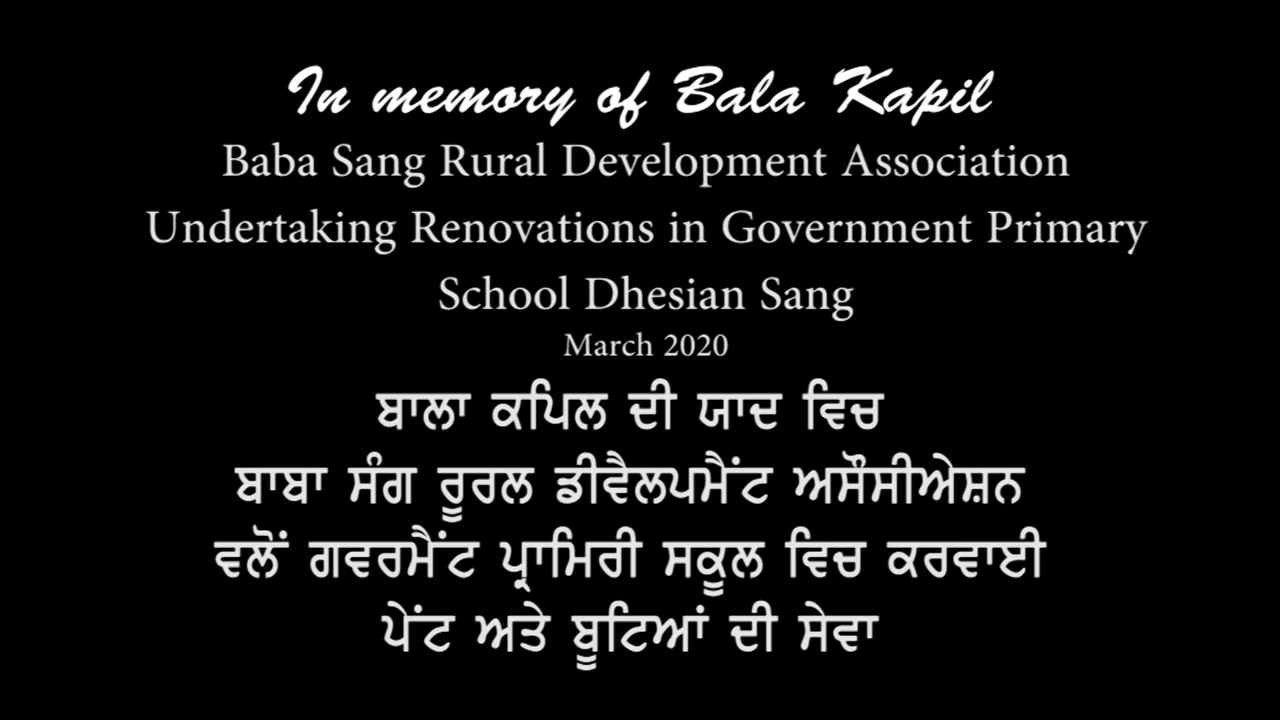 In memory of Bala Kapil
Baba Sang Rural Development Association
Undertaking Renovations in Government Primary
School Dhesian Sang
March 2020
ਬਾਲਾ ਕਪਿਲ ਦੀ ਯਾਦ ਵਿਚ
ਬਾਬਾ ਸੰਗ ਰੂਰਲ ਡੀਵੈਲਪਮੈਂਟ ਅਸੌਸੀਏਸ਼ਨ
ਵਲੋਂ ਗਵਰਮੈਂਟ ਪ੍ਰਾਮਿਰੀ ਸਕੂਲ ਵਿਚ ਕਰਵਾਈ
ਪੇਂਟ ਅਤੇ ਬੂਟਿਆਂ ਦੀ ਸੇਵਾ